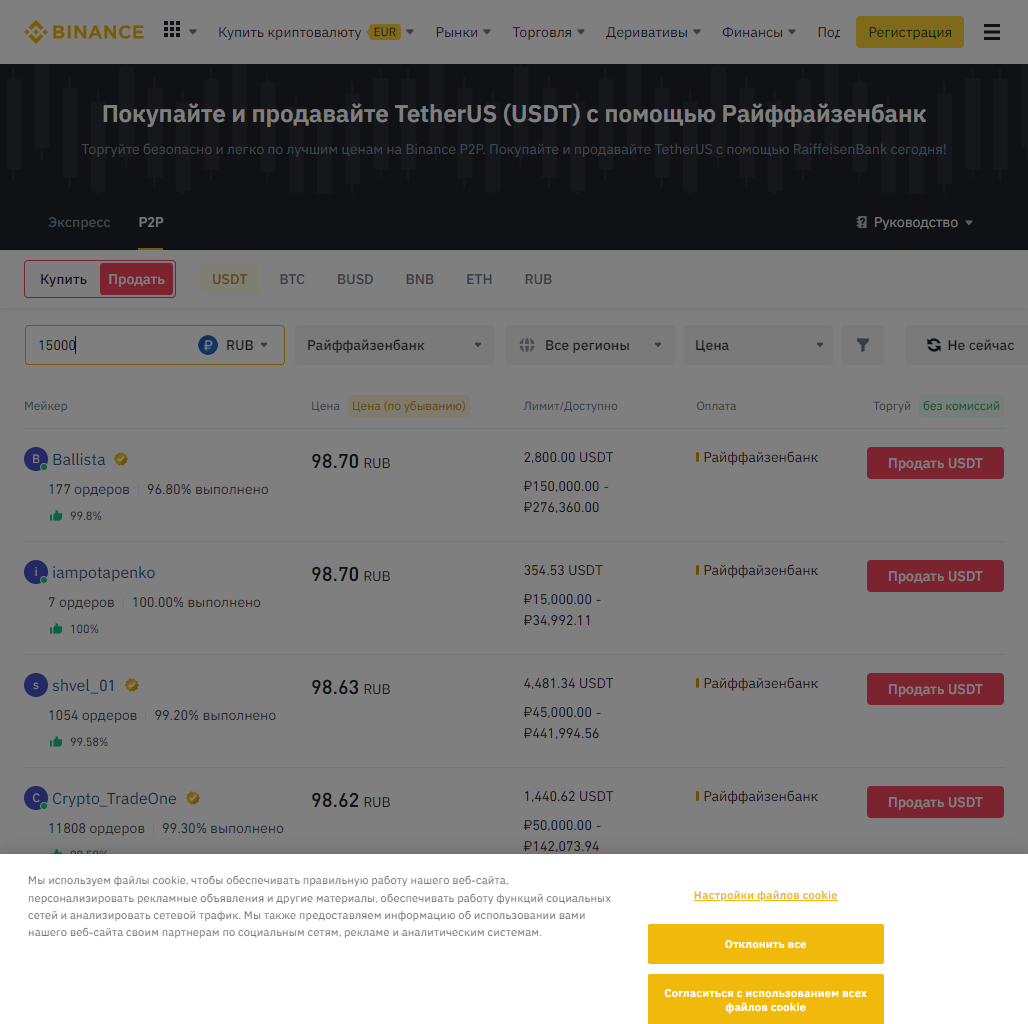 BINANCE
Купить криптовалюту EUR
Рынки
Торговля
Деривативы
Финансы
Под
Регистрация
Покупайте и продавайте TetherUS (USDT) с помощью Райффайзенбанк
Торгуйте безопасно и легко по лучшим ценам на Binance P2P. Покупайте и продавайте TetherUS с помощью RaiffeisenBank сегодня!
Экспресс P2P Руководство
Купить Продать USDT BTC BUSD BNB ETH RUB
15000 RUB Райффайзенбанк Все регионы Цена Не сейчас
Мейкер Цена Цена (по убыванию) Лимит/Доступно Оплата Торгуй без комиссий
B Ballista 98.70 RUB 2,800.00 USDT Райффайзенбанк Продать USDT
177 ордеров 96.80% выполнено ₽150,000.00 -
₽276,360.00
99.8%
i iampotapenko 98.70 RUB 354.53 USDT Райффайзенбанк Продать USDT
7 ордеров 100.00% выполнено ₽15,000.00 -
₽34,992.11
100%
s shvel_01 98.63 RUB 4,481.34 USDT Райффайзенбанк Продать USDT
1054 ордеров 99.20% выполнено ₽45,000.00 -
₽441,994.56
99.58%
C Crypto_TradeOne 98.62 RUB 1,440.62 USDT Райффайзенбанк Продать USDT
11808 ордеров 99.30% выполнено ₽50,000.00 -
₽142,073.94
Мы используем файлы cookie, чтобы обеспечивать правильную работу нашего веб-сайта,
персонализировать рекламные объявления и другие материалы, обеспечивать работу функций социальных
сетей и анализировать сетевой трафик. Мы также предоставляем информацию об использовании вами
нашего веб-сайта своим партнерам по социальным сетям, рекламе и аналитическим системам.
Настройки файлов cookie
Отклонить все
Согласиться с использованием всех
файлов cookie